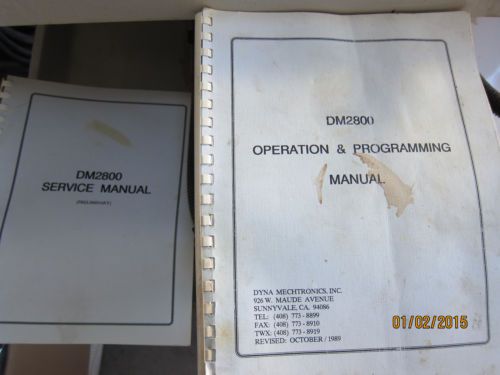 DM2800
SERVICE MANUAL
(PRELIMINARY)
DM2800
OPERATION & PROGRAMMING
MANUAL
DYNA MECHTRONICS, INC.
926 W. MAUDE AVENUE
SUNNYVALE, CA. 94086
TEL: (408) 773-8899
FAX: (408) 773-8910
TWX: (408) 773-8919
REVISED: OCTOBER / 1989
01/02/2015